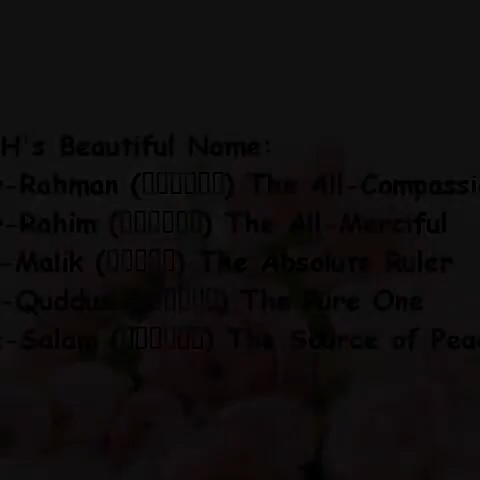 H's Beautiful Name:
-Rahman (▯▯▯▯▯▯) The All-Compassi
-Rahim (▯▯▯▯▯▯) The All-Merciful
-Malik (▯▯▯▯▯) The Absolute Ruler
-Quddus (▯▯▯▯▯▯) The Pure One
-Salam (▯▯▯▯▯▯) The Source of Peac